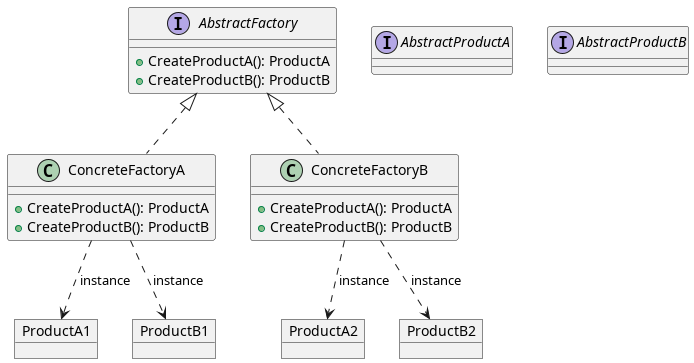 I AbstractFactory
CreateProductA(): ProductA
CreateProductB(): ProductB
I AbstractProductA
I AbstractProductB
C ConcreteFactoryA
CreateProductA(): ProductA
CreateProductB(): ProductB
C ConcreteFactoryB
CreateProductA(): ProductA
CreateProductB(): ProductB
instance
instance
instance
instance
ProductA1
ProductB1
ProductA2
ProductB2